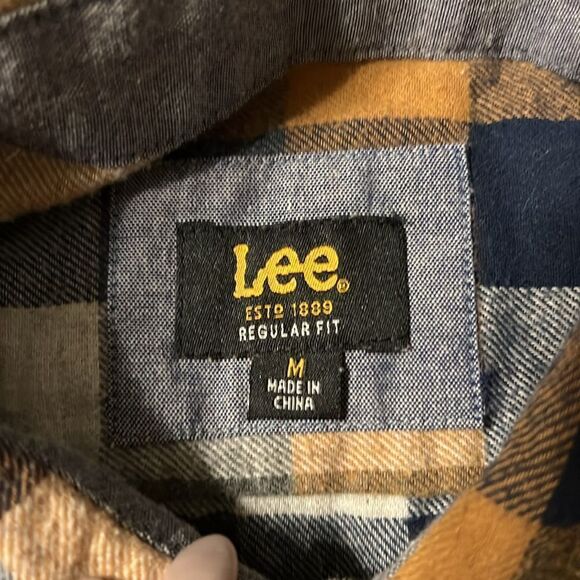 Lee®
ESTD 1889
REGULAR FIT
M
MADE IN
CHINA